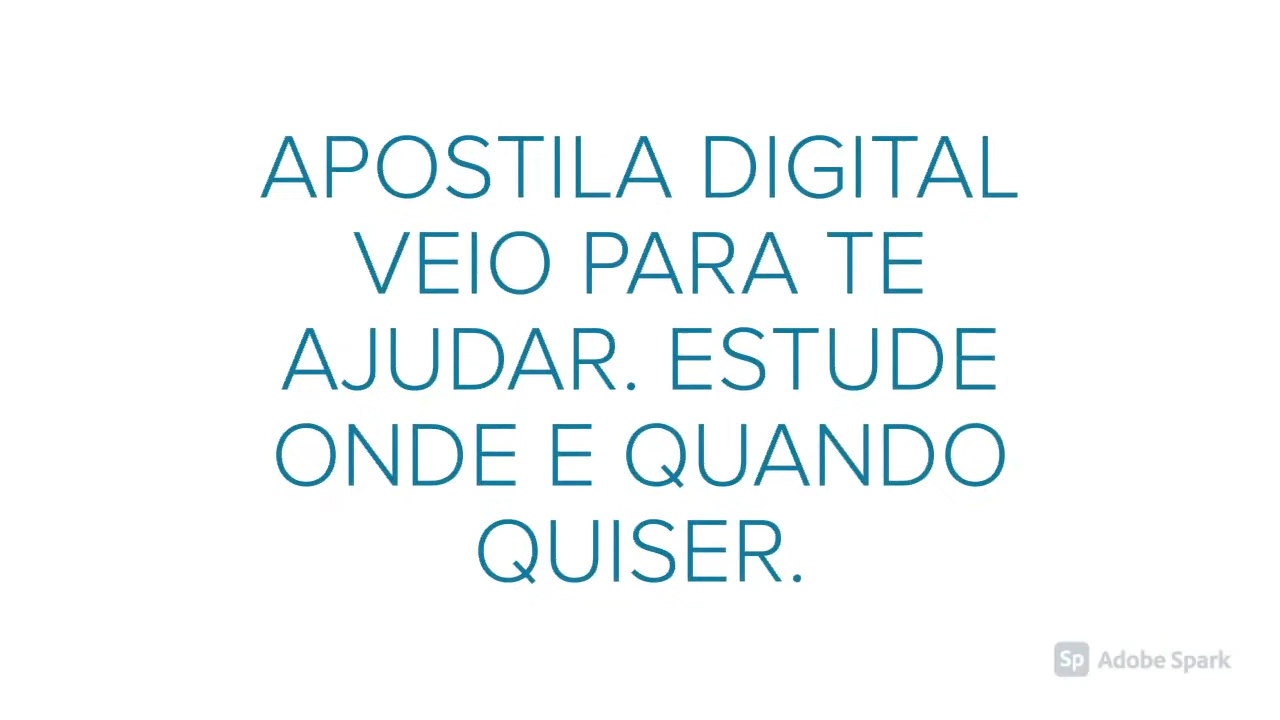 APOSTILA DIGITAL
VEIO PARA TE
AJUDAR. ESTUDE
ONDE E QUANDO
QUISER.
Sp Adobe Spark